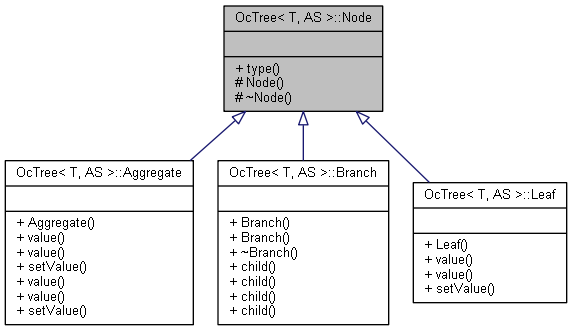 OcTree< T, AS >::Node
+ type()
# Node()
# ~Node()
OcTree< T, AS >::Aggregate
+ Aggregate()
+ value()
+ value()
+ setValue()
+ value()
+ value()
+ setValue()
OcTree< T, AS >::Branch
+ Branch()
+ Branch()
+ ~Branch()
+ child()
+ child()
+ child()
+ child()
OcTree< T, AS >::Leaf
+ Leaf()
+ value()
+ value()
+ setValue()